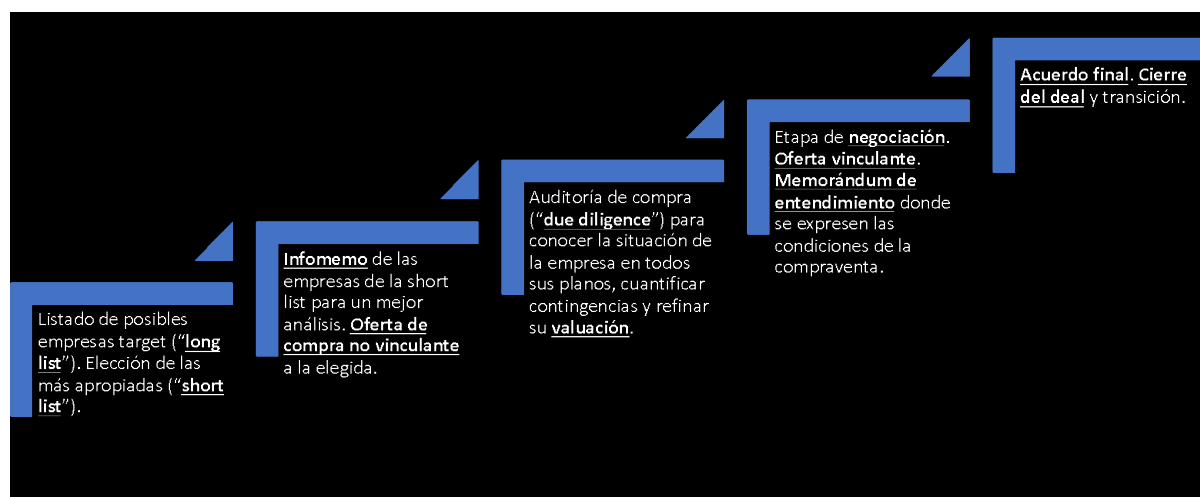 Listado de posibles
empresas target (“long
list”). Elección de las
más apropiadas (“short
list”).
Infomemo de las
empresas de la short
list para un mejor
análisis. Oferta de
compra no vinculante
a la elegida.
Auditoría de compra
(“due diligence”) para
conocer la situación de
la empresa en todos
sus planos, cuantificar
contingencias y refinar
su valuación.
Etapa de negociación.
Oferta vinculante.
Memorándum de
entendimiento donde
se expresen las
condiciones de la
compraventa.
Acuerdo final. Cierre
del deal y transición.